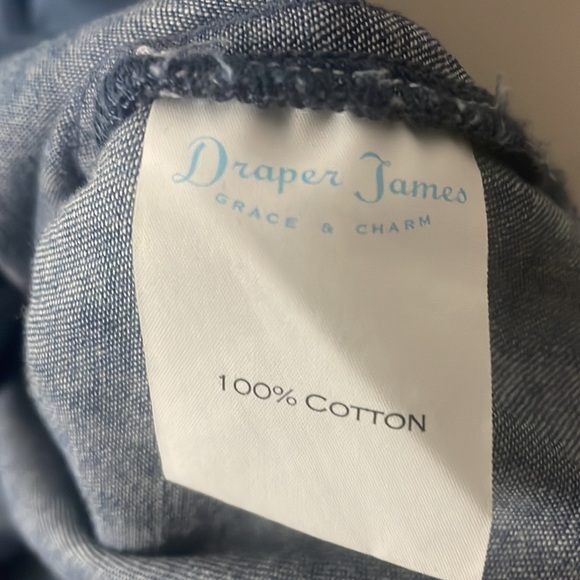 Draper James
GRACE & CHARM
100% COTTON